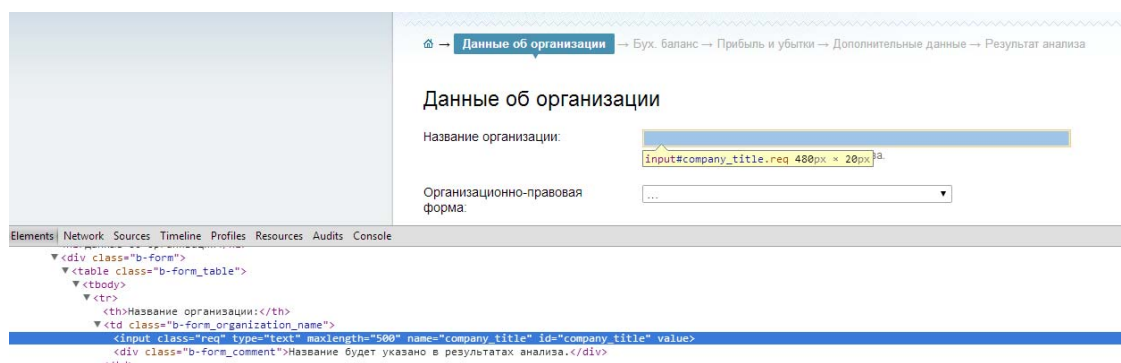 → Данные об организации → Бух. баланс → Прибыль и убытки → Дополнительные данные → Результат анализа
Данные об организации
Название организации:
input#company_title.req 480px × 20px
Организационно-правовая
форма:
...
Elements Network Sources Timeline Profiles Resources Audits Console
▼<div class="b-form">
▼<table class="b-form_table">
▼<tbody>
▼<tr>
<th>Название организации:</th>
▼<td class="b-form_organization_name">
<input class="req" type="text" maxlength="500" name="company_title" id="company_title" value>
<div class="b-form_comment">Название будет указано в результатах анализа.</div>